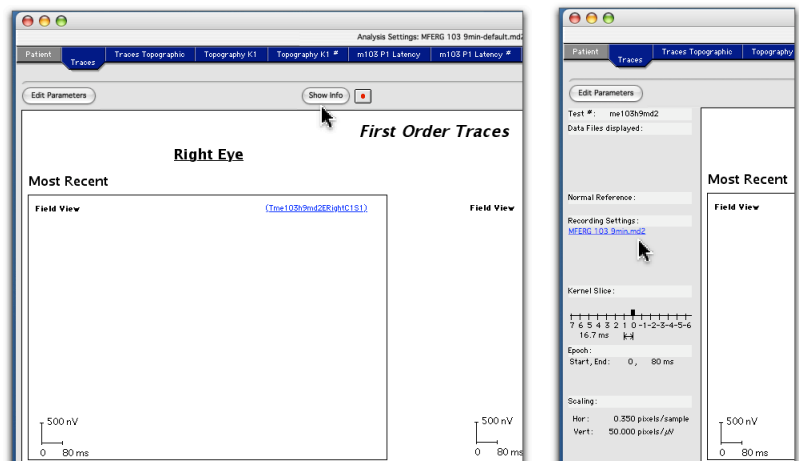 Analysis Settings: MFERG 103 9min-default.md2
Patient
Traces
Traces Topographic
Topography K1
Topography K1 #
m103 P1 Latency
m103 P1 Latency #
Edit Parameters
Show Info
First Order Traces
Right Eye
Most Recent
Field View
(Tme103h9md2ERightC1S1)
Field View
500 nV
0 80 ms
500 nV
0 80 ms
Patient
Traces
Traces Topographic
Topography
Edit Parameters
Test #: me103h9md2
Data Files displayed:
Normal Reference:
Recording Settings:
MFERG 103 9min.md2
Kernel Slice:
7 6 5 4 3 2 1 0 -1-2-3-4-5-6
16.7 ms
Epoch:
Start, End: 0, 80 ms
Scaling:
Hor: 0.350 pixels/sample
Vert: 50.000 pixels/µV
Most Recent
Field View
500 nV
0 80 ms